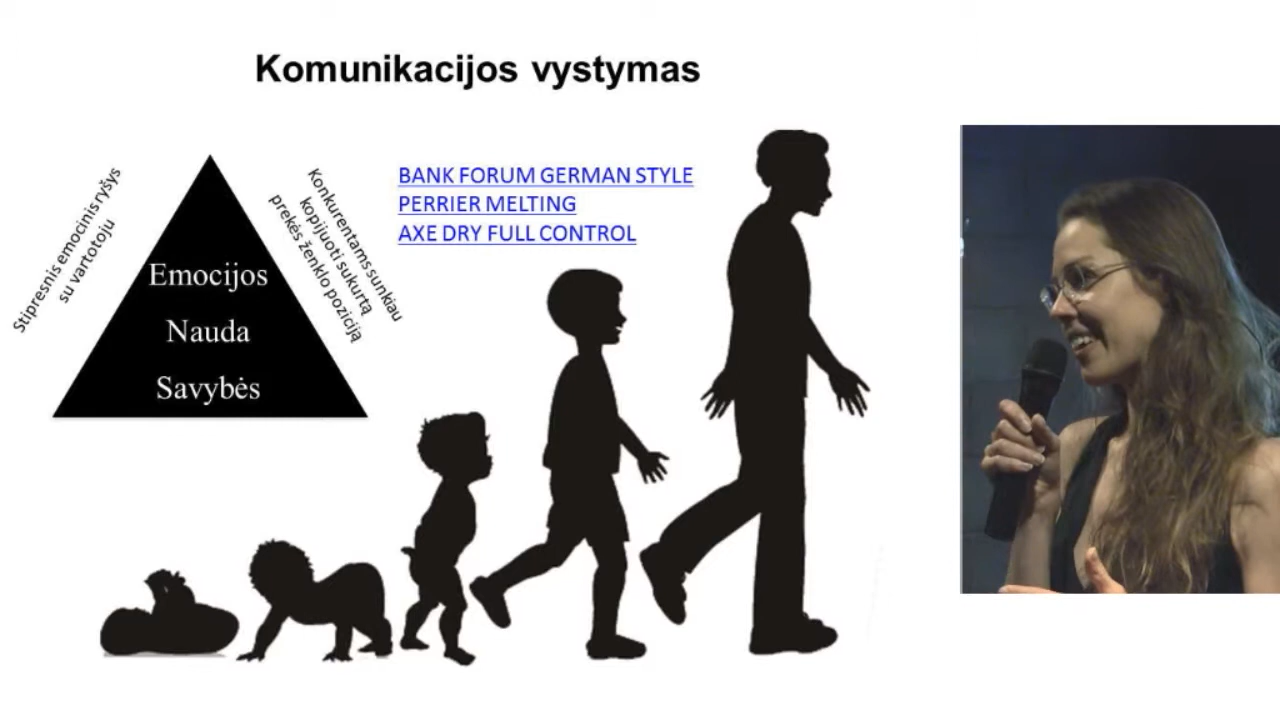 Komunikacijos vystymas
Stipresnis emocinis ryšys
su vartotoju
Emocijos
Nauda
Savybės
Konkurentams sunkiau
kopijuoti sukurtą
prekės ženklo poziciją
BANK FORUM GERMAN STYLE
PERRIER MELTING
AXE DRY FULL CONTROL